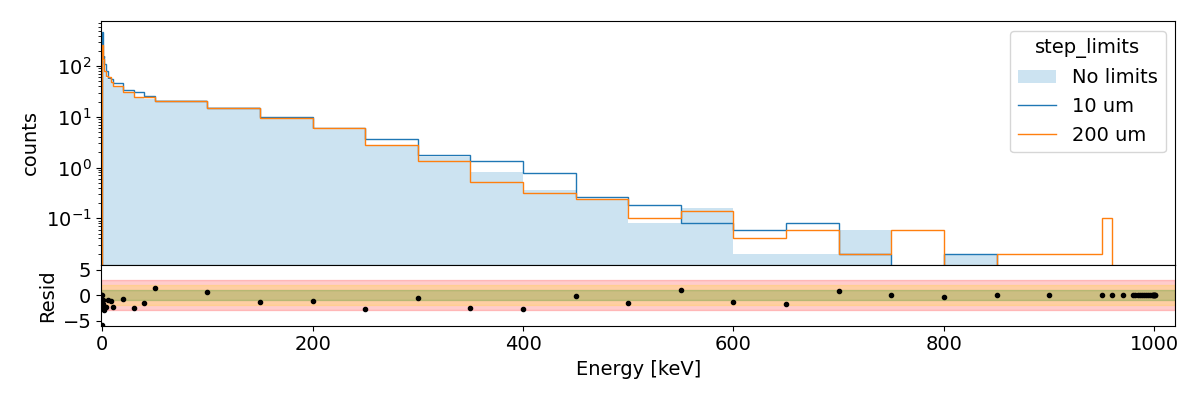 step_limits
No limits
10 um
200 um
counts
10²
10¹
10⁰
10⁻¹
Resid
5
0
−5
0 200 400 600 800 1000
Energy [keV]